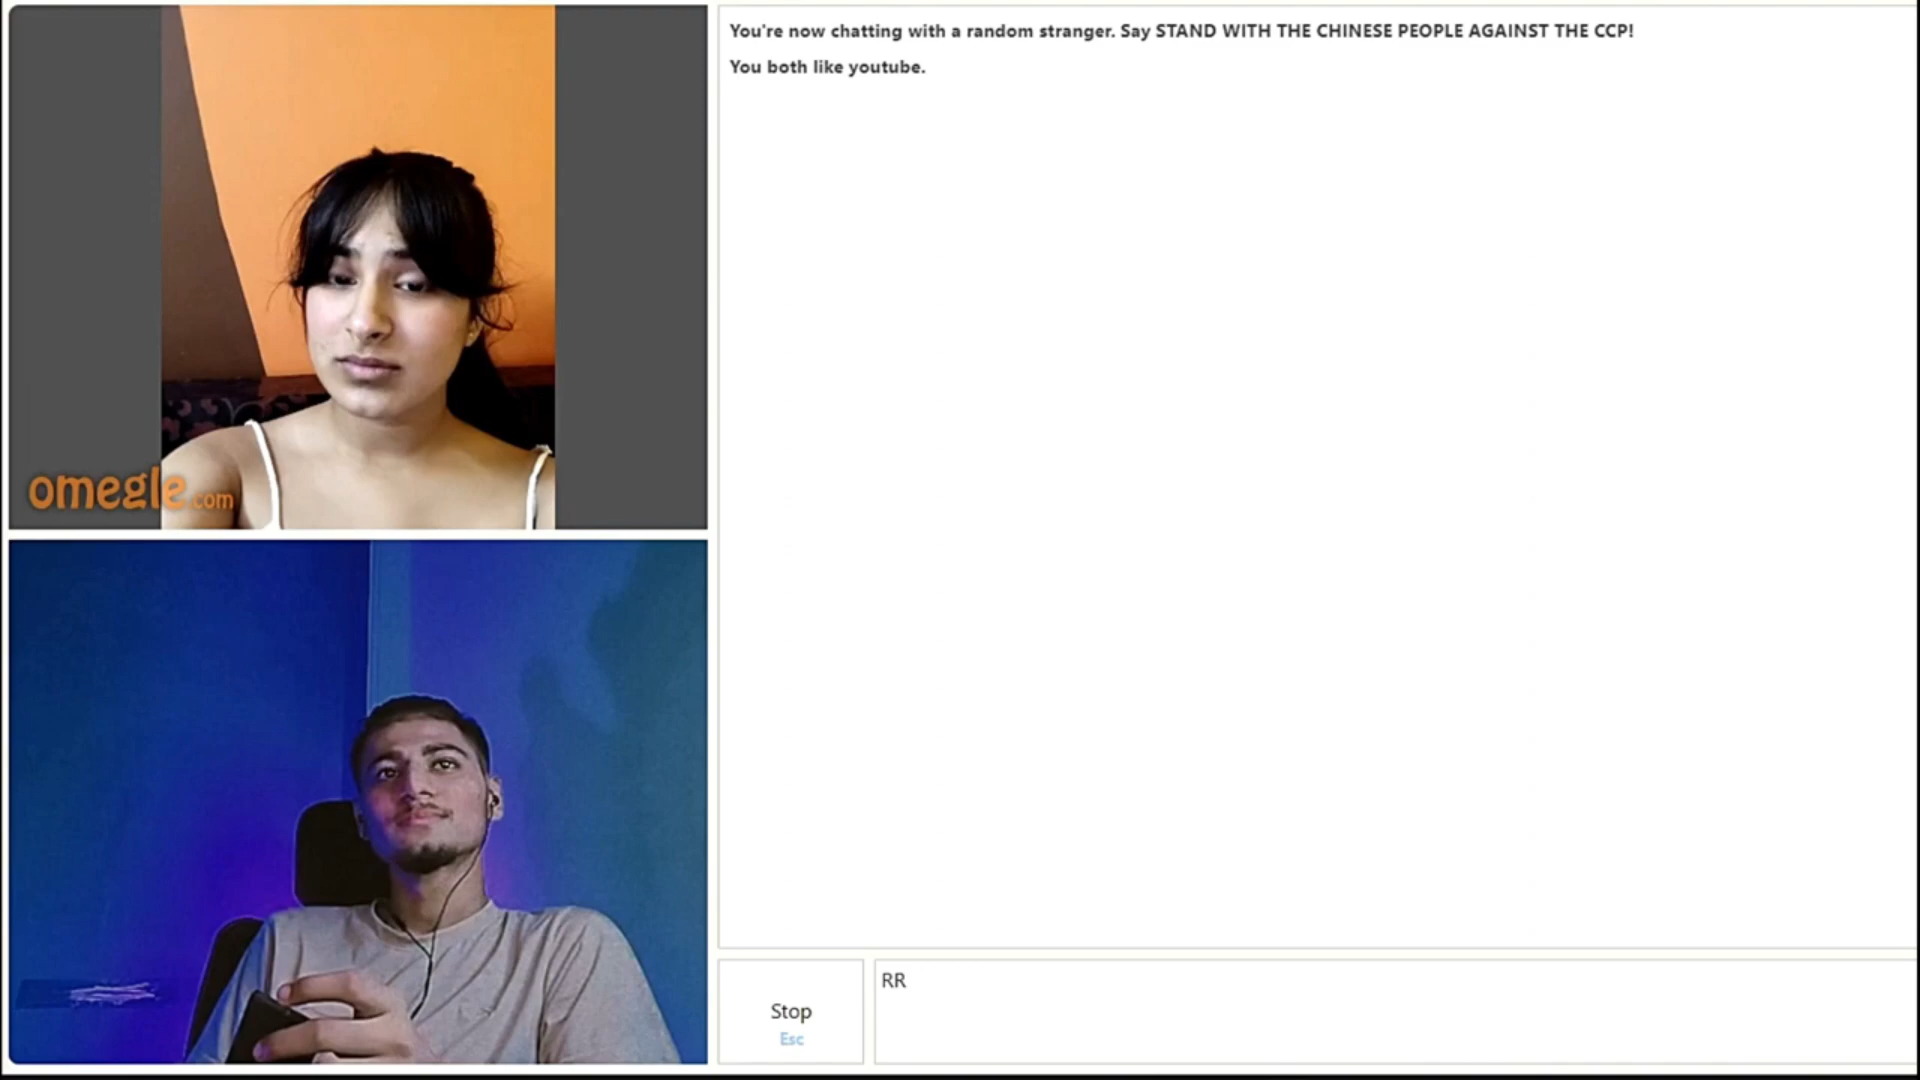 You're now chatting with a random stranger. Say STAND WITH THE CHINESE PEOPLE AGAINST THE CCP!
You both like youtube.
omegle.com
Stop
Esc
RR